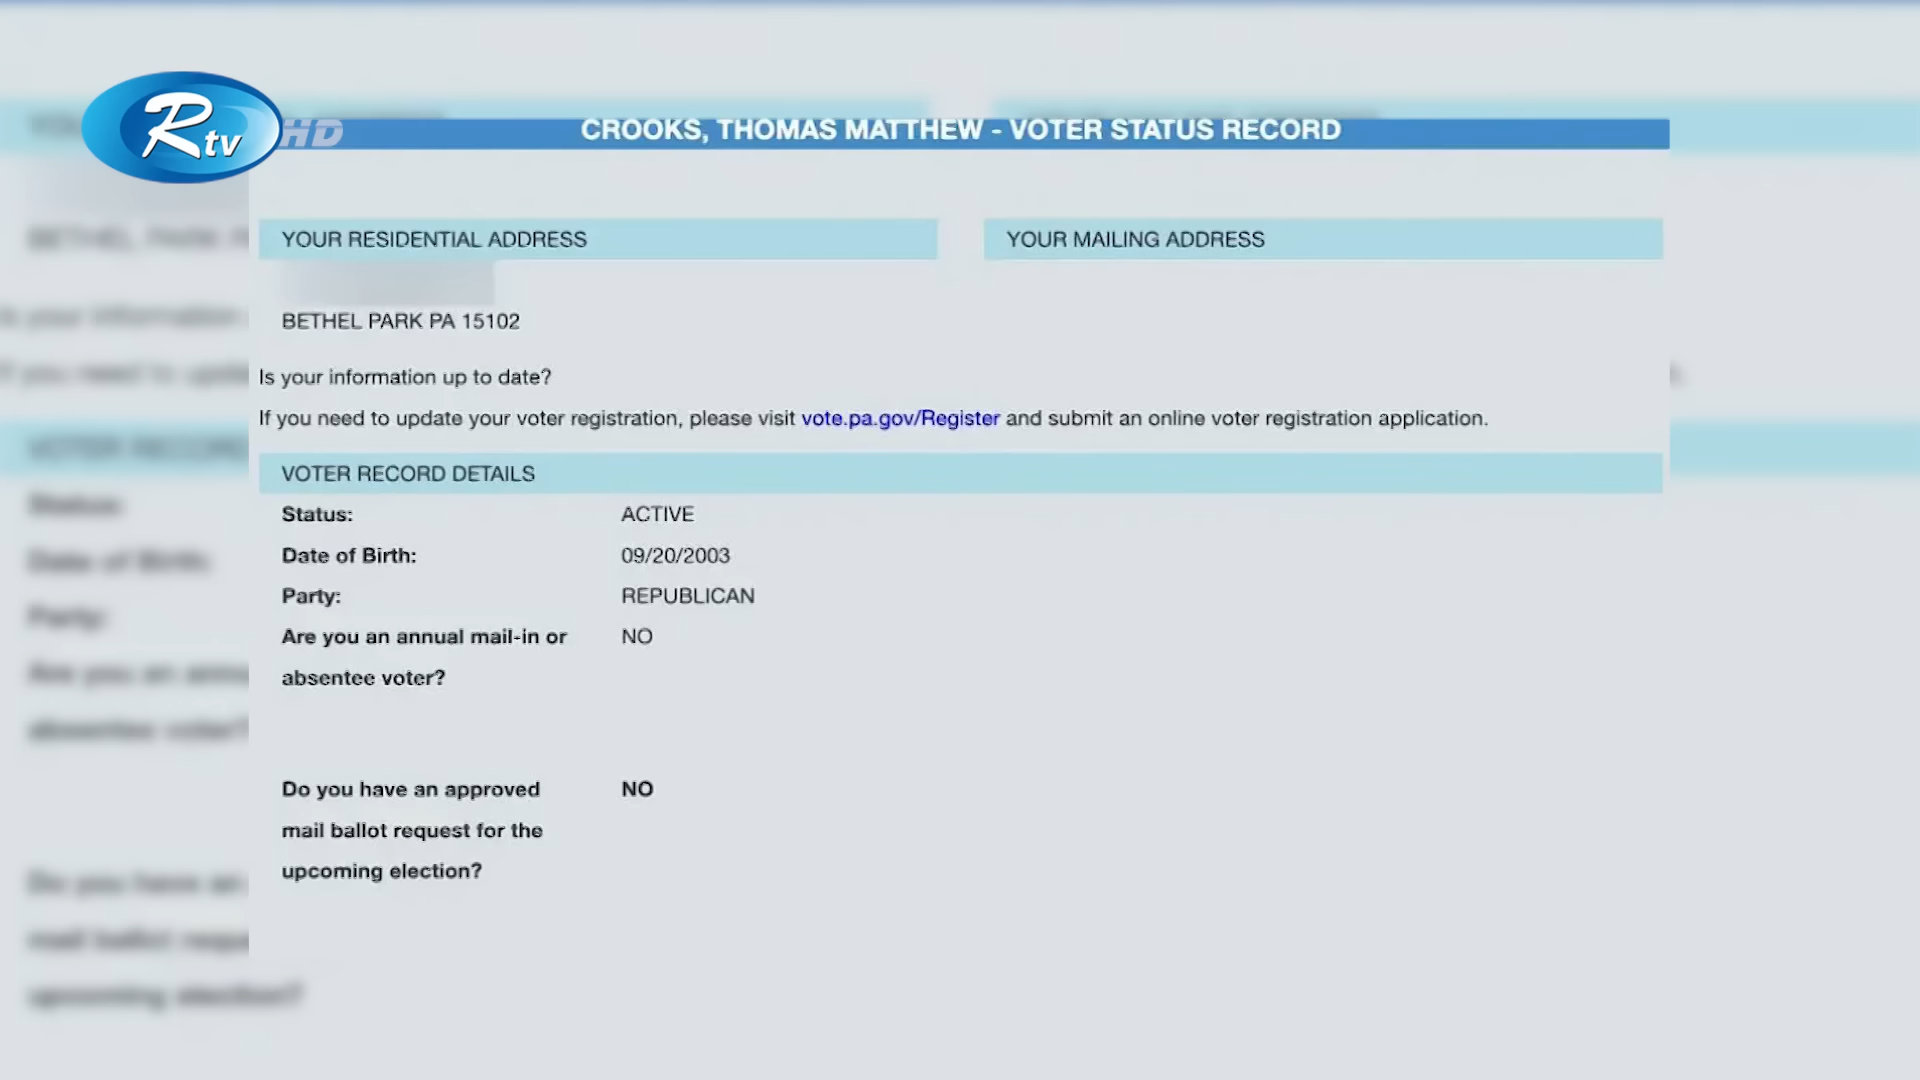 Rtv HD
CROOKS, THOMAS MATTHEW - VOTER STATUS RECORD
YOUR RESIDENTIAL ADDRESS
YOUR MAILING ADDRESS
BETHEL PARK PA 15102
Is your information up to date?
If you need to update your voter registration, please visit vote.pa.gov/Register and submit an online voter registration application.
VOTER RECORD DETAILS
Status: ACTIVE
Date of Birth: 09/20/2003
Party: REPUBLICAN
Are you an annual mail-in or NO
absentee voter?
Do you have an approved NO
mail ballot request for the
upcoming election?